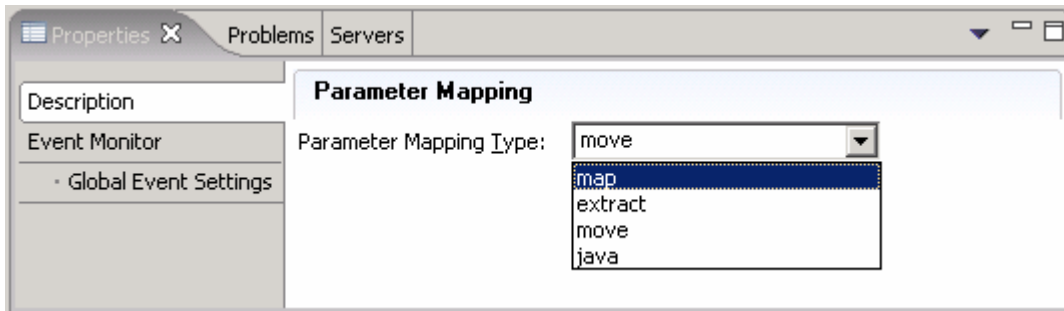 Properties Problems Servers
Description
Event Monitor
Global Event Settings
Parameter Mapping
Parameter Mapping Type: move
map
extract
move
java